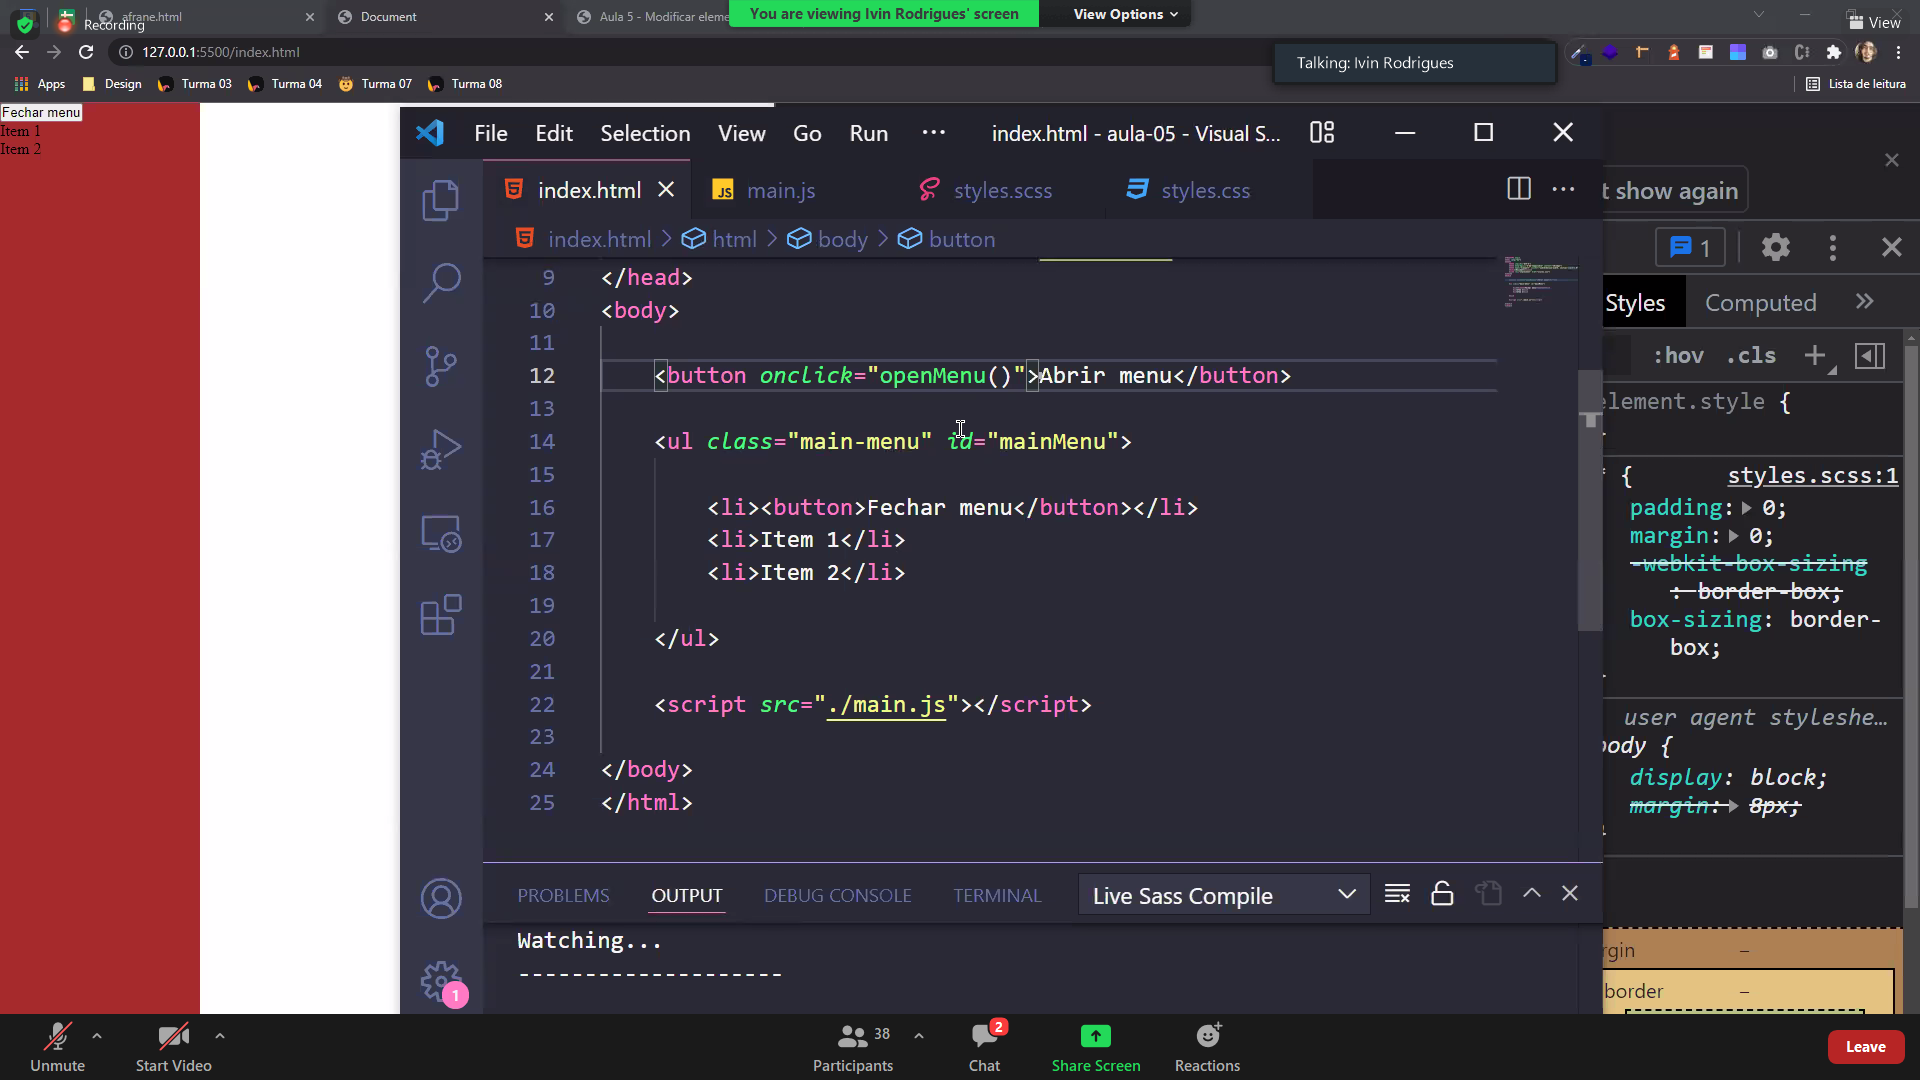 afrane.html
Document
Aula 5 - Modificar eleme
You are viewing Ivin Rodrigues' screen
View Options
Recording
View
127.0.0.1:5500/index.html
Talking: Ivin Rodrigues
Apps
Design
Turma 03
Turma 04
Turma 07
Turma 08
Lista de leitura
Fechar menu
Item 1
Item 2
File Edit Selection View Go Run ···
index.html - aula-05 - Visual S...
index.html
JS main.js
styles.scss
styles.css
t show again
index.html > html > body > button
1
9 </head>
10 <body>
11
12 <button onclick="openMenu()">Abrir menu</button>
13
14 <ul class="main-menu" id="mainMenu">
15
16 <li><button>Fechar menu</button></li>
17 <li>Item 1</li>
18 <li>Item 2</li>
19
20 </ul>
21
22 <script src="./main.js"></script>
23
24 </body>
25 </html>
Styles
Computed
:hov .cls
element.style {
{
styles.scss:1
padding: 0;
margin: 0;
-webkit-box-sizing
: border-box;
box-sizing: border-
box;
user agent styleshe…
body {
display: block;
margin: 8px;
rgin –
border –
PROBLEMS OUTPUT DEBUG CONSOLE TERMINAL
Live Sass Compile
Watching...
--------------------
1
Unmute
Start Video
38
Participants
2
Chat
Share Screen
Reactions
Leave